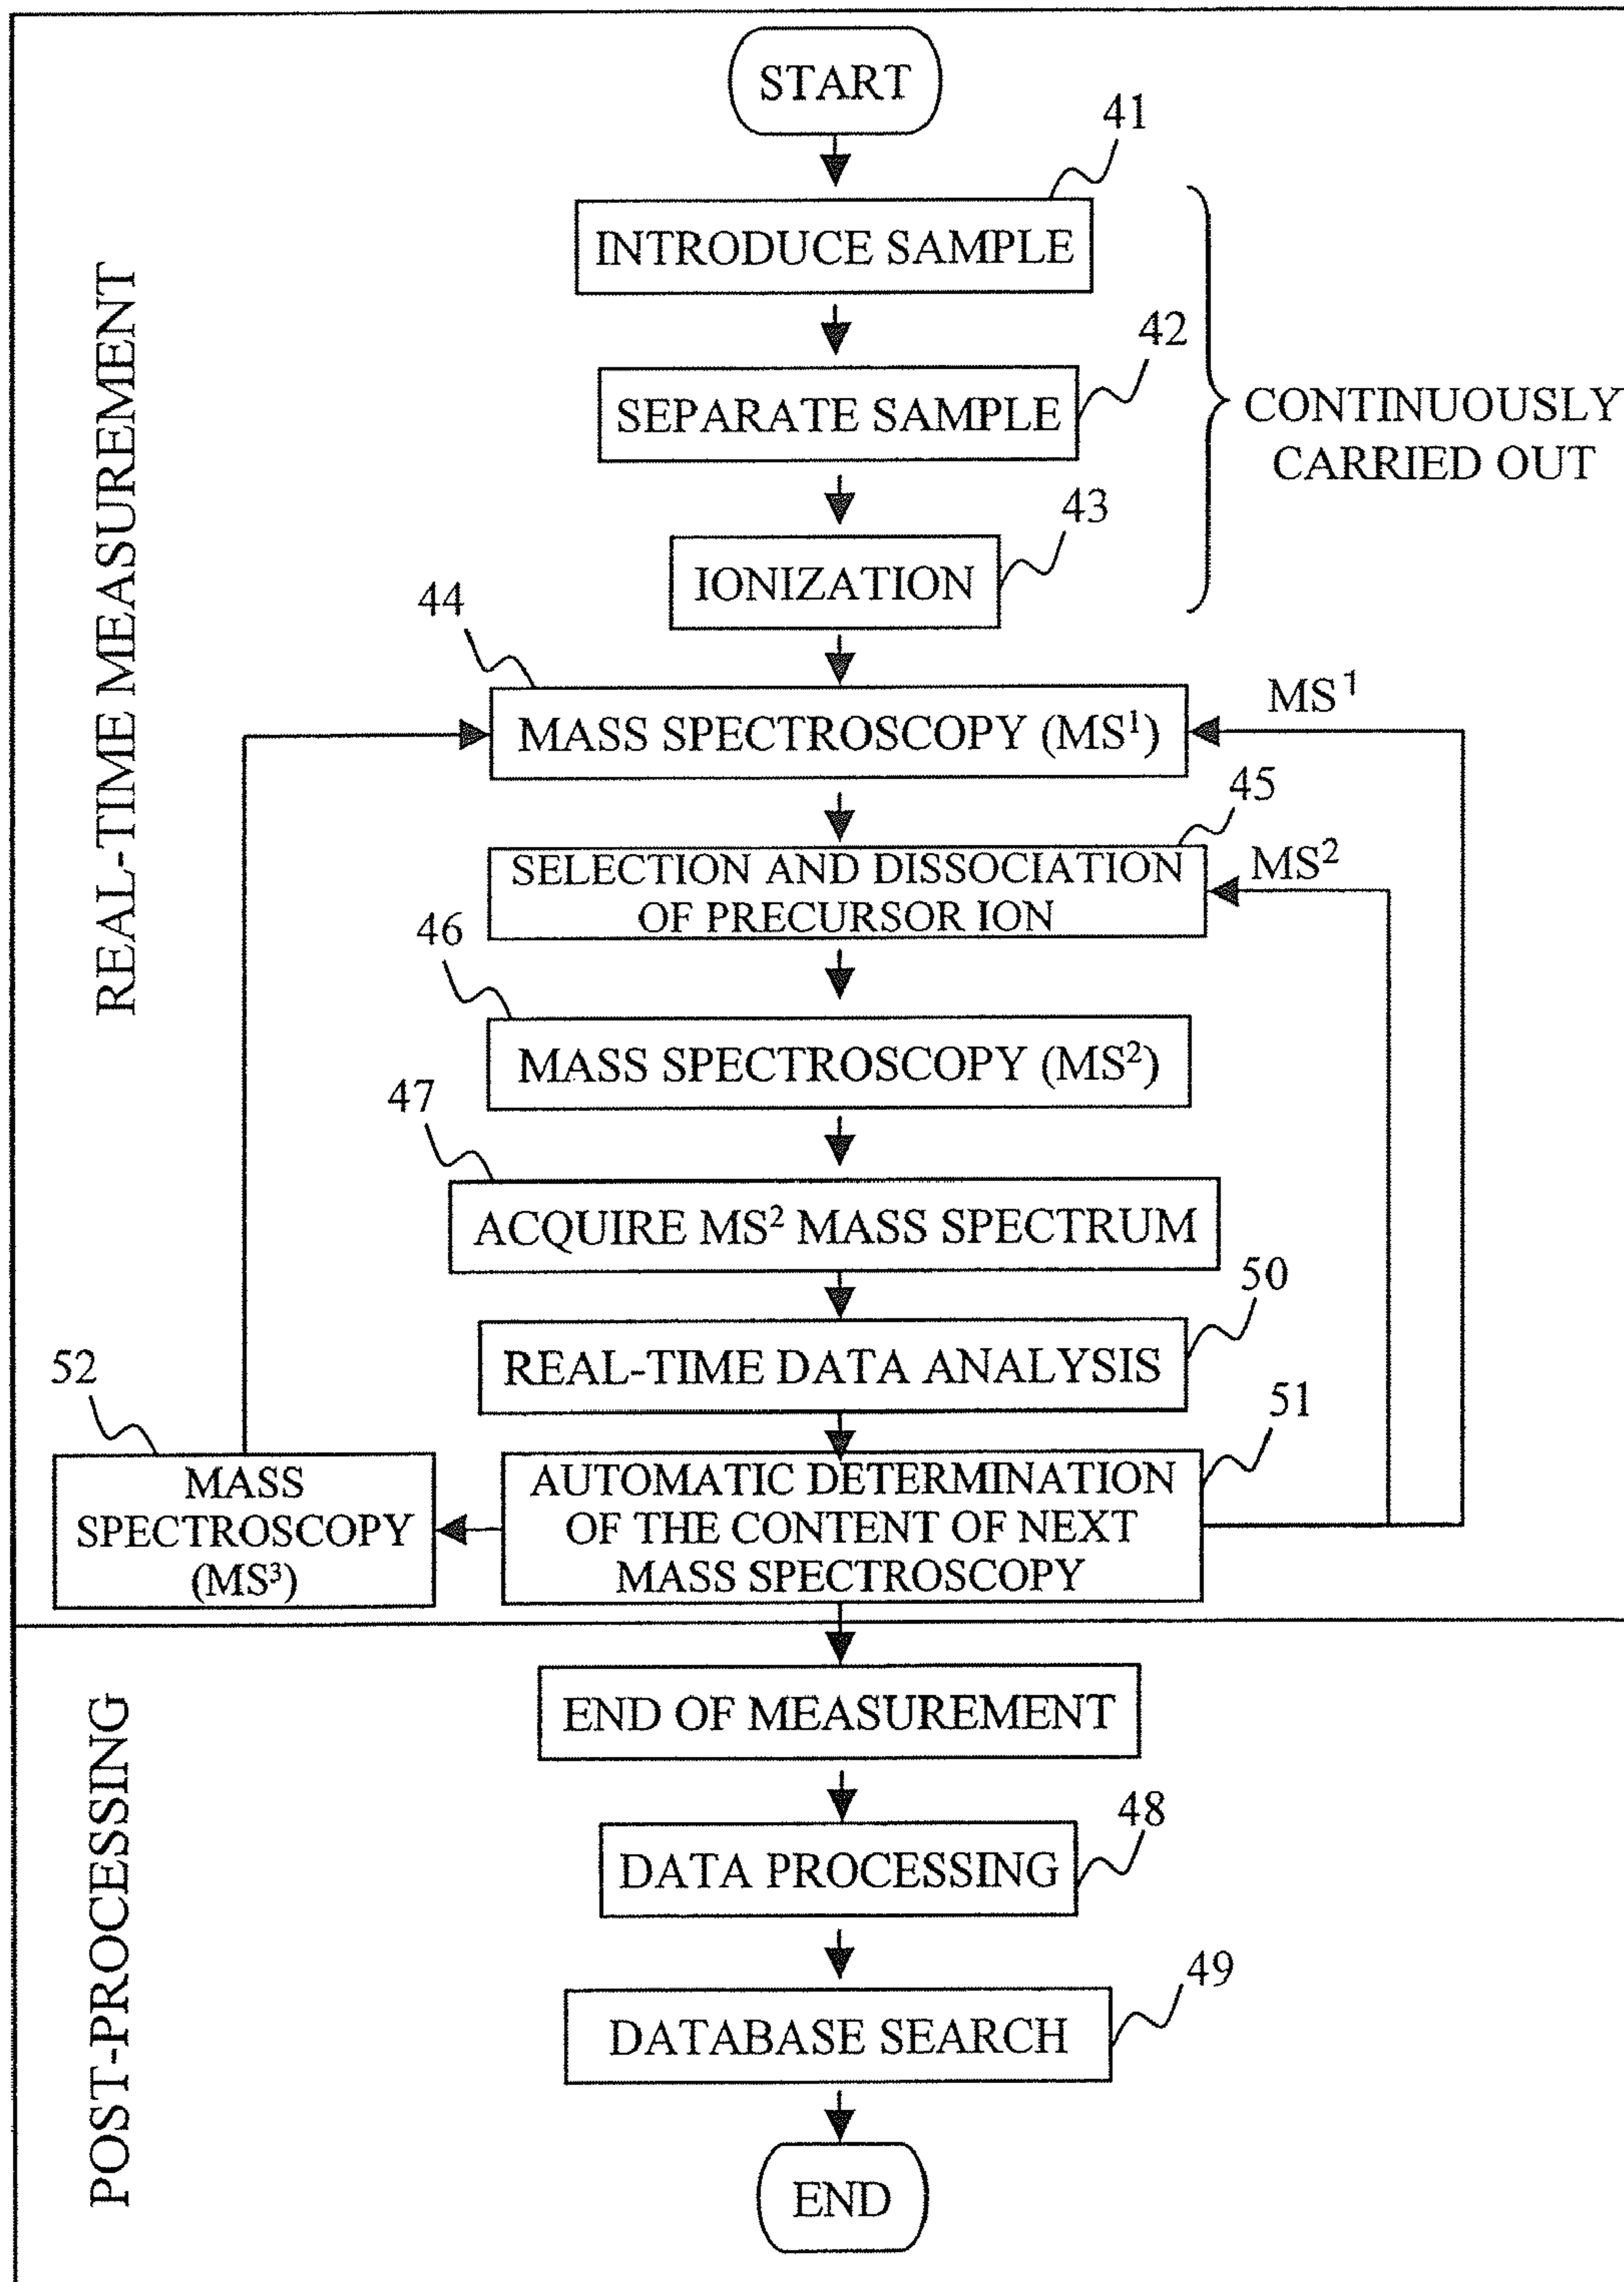 START
41
INTRODUCE SAMPLE
42
SEPARATE SAMPLE
CONTINUOUSLY
CARRIED OUT
43
IONIZATION
44
MASS SPECTROSCOPY (MS¹)
MS¹
45
SELECTION AND DISSOCIATION
OF PRECURSOR ION
MS²
46
MASS SPECTROSCOPY (MS²)
47
ACQUIRE MS² MASS SPECTRUM
50
REAL-TIME DATA ANALYSIS
51
AUTOMATIC DETERMINATION
OF THE CONTENT OF NEXT
MASS SPECTROSCOPY
52
MASS
SPECTROSCOPY
(MS³)
REAL-TIME MEASUREMENT
END OF MEASUREMENT
48
DATA PROCESSING
49
DATABASE SEARCH
END
POST-PROCESSING